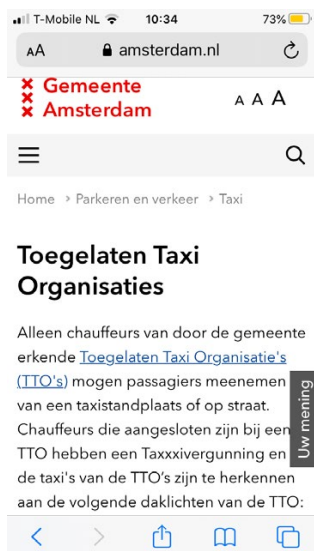 T-Mobile NL 10:34 73%
AA amsterdam.nl
Gemeente
Amsterdam
A A A
Home > Parkeren en verkeer > Taxi
Toegelaten Taxi
Organisaties
Alleen chauffeurs van door de gemeente
erkende Toegelaten Taxi Organisatie's
(TTO's) mogen passagiers meenemen
van een taxistandplaats of op straat.
Chauffeurs die aangesloten zijn bij een
TTO hebben een Taxxxivergunning en
de taxi's van de TTO’s zijn te herkennen
aan de volgende daklichten van de TTO:
Uw mening